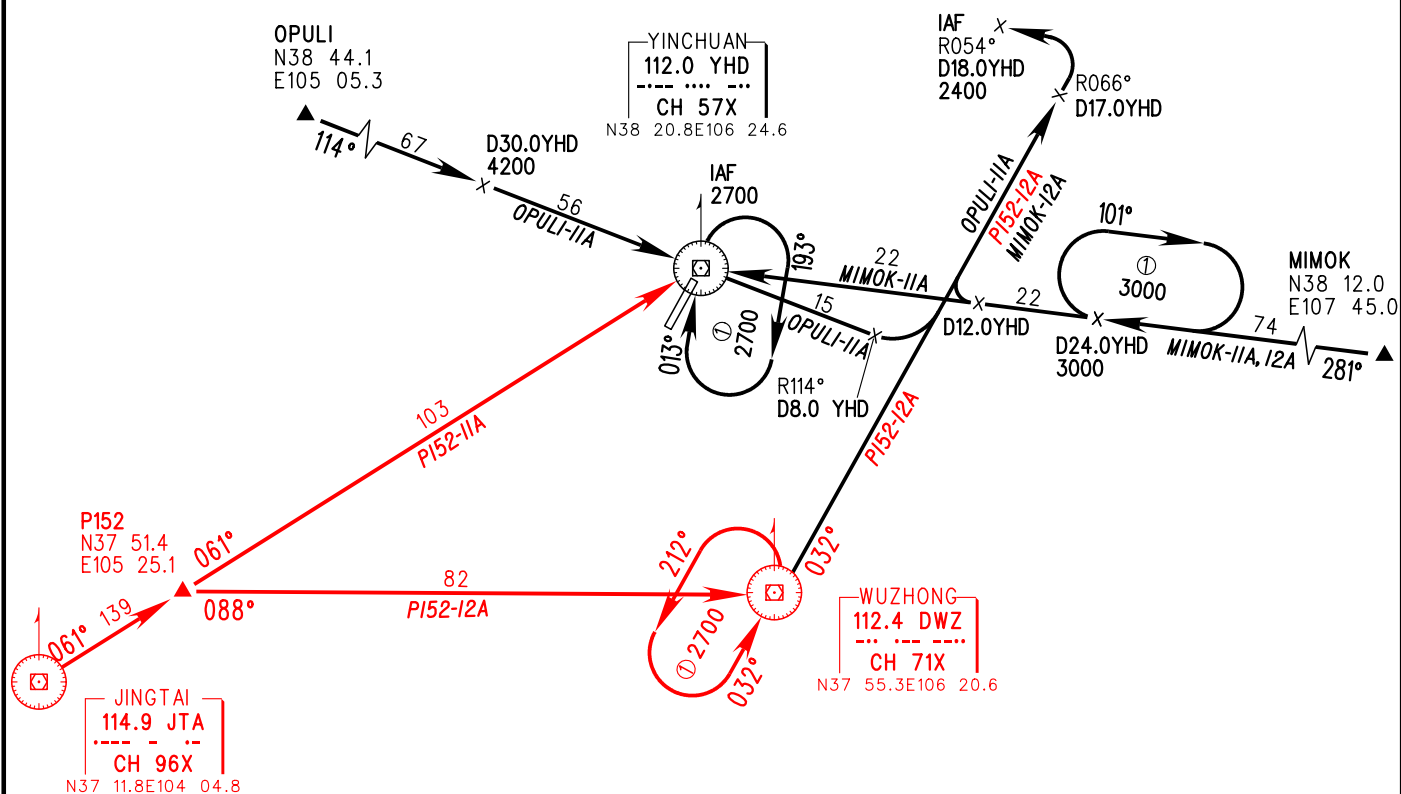 OPULI
N38 44.1
E105 05.3
114°
67
D30.0YHD
4200
56
OPULI-11A
YINCHUAN
112.0 YHD
CH 57X
N38 20.8E106 24.6
IAF
2700
193°
013°
① 2700
IAF
R054°
D18.0YHD
2400
R066°
D17.0YHD
OPULI-11A
P152-12A
MIMOK-12A
22
MIMOK-11A
15
OPULI-11A
R114°
D8.0 YHD
D12.0YHD
22
101°
①
3000
D24.0YHD
3000
MIMOK
N38 12.0
E107 45.0
74
MIMOK-11A,12A
281°
103
P152-11A
P152-12A
P152
N37 51.4
E105 25.1
061°
82
P152-12A
088°
139
061°
JINGTAI
114.9 JTA
CH 96X
N37 11.8E104 04.8
212°
① 2700
032°
032°
WUZHONG
112.4 DWZ
CH 71X
N37 55.3E106 20.6